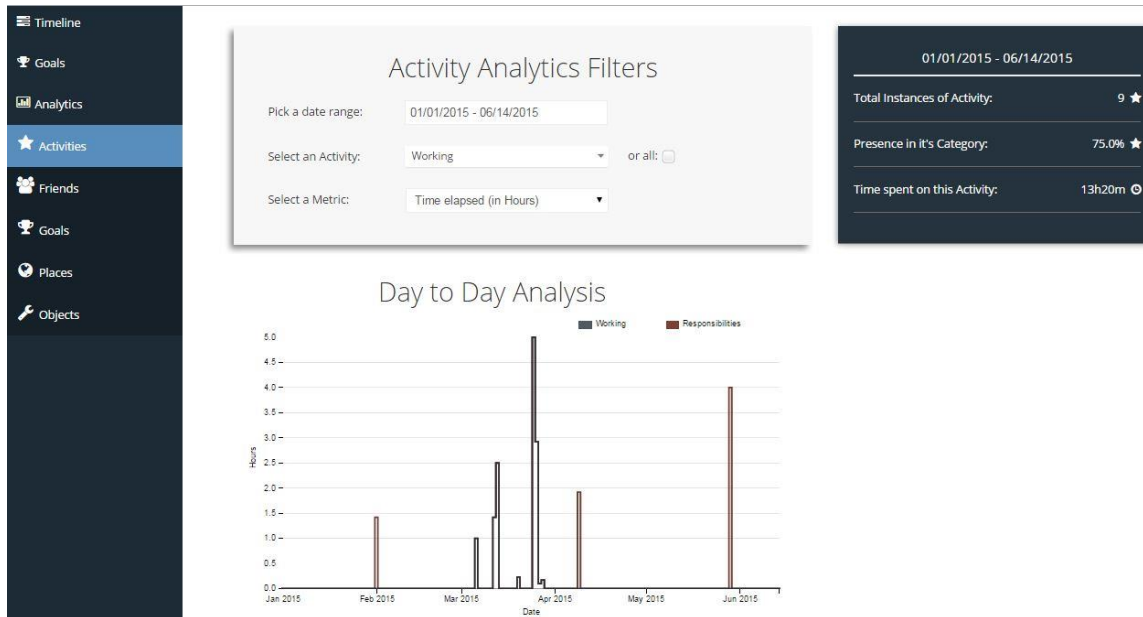 Timeline
Goals
Analytics
Activities
Friends
Goals
Places
Objects
Activity Analytics Filters
Pick a date range: 01/01/2015 - 06/14/2015
Select an Activity: Working or all:
Select a Metric: Time elapsed (in Hours)
01/01/2015 - 06/14/2015
Total Instances of Activity: 9
Presence in it's Category: 75.0%
Time spent on this Activity: 13h20m
Day to Day Analysis
Working Responsibilities
5.0
4.5
4.0
3.5
3.0
2.5
2.0
1.5
1.0
0.5
0.0
Hours
Jan 2015 Feb 2015 Mar 2015 Apr 2015 May 2015 Jun 2015
Date